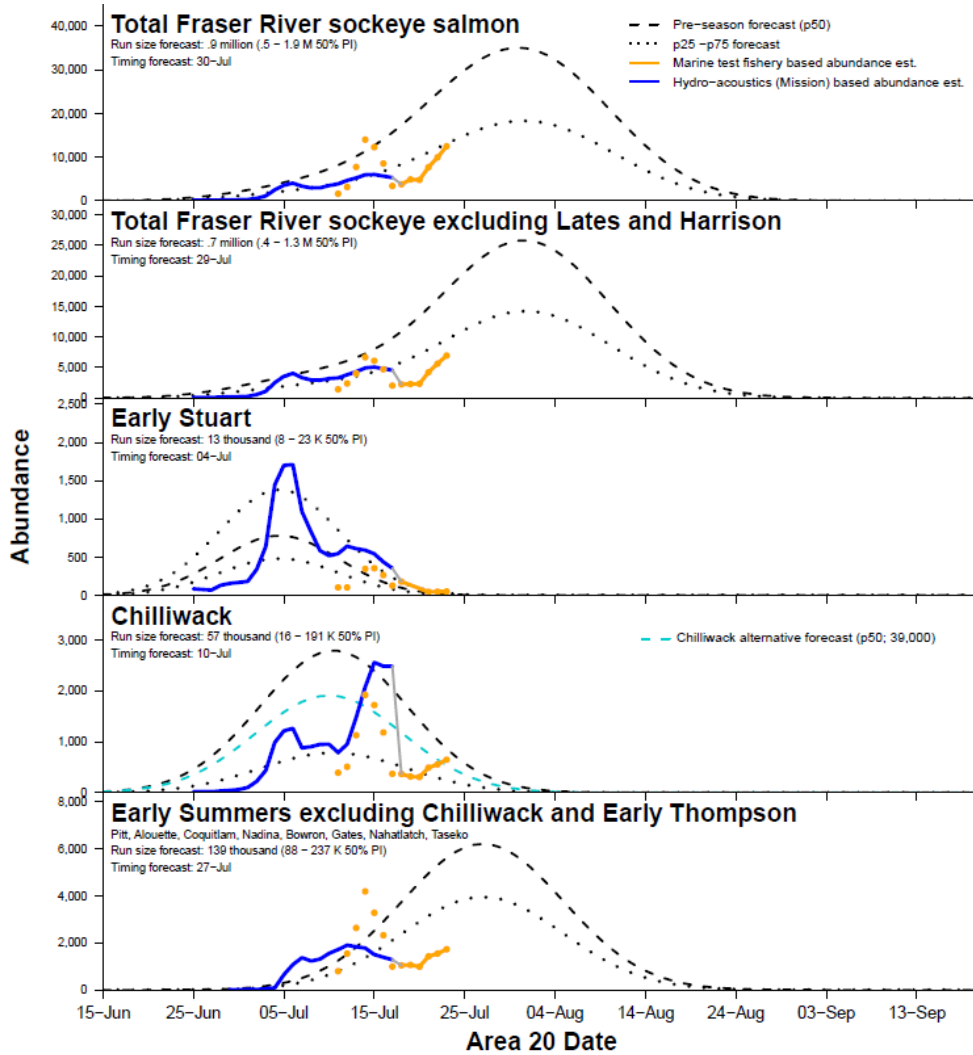 Total Fraser River sockeye salmon
Run size forecast: .9 million (.5 − 1.9 M 50% PI)
Timing forecast: 30−Jul
Pre−season forecast (p50)
p25 −p75 forecast
Marine test fishery based abundance est.
Hydro−acoustics (Mission) based abundance est.
40,000
30,000
20,000
10,000
0
Total Fraser River sockeye excluding Lates and Harrison
Run size forecast: .7 million (.4 − 1.3 M 50% PI)
Timing forecast: 29−Jul
30,000
25,000
20,000
15,000
10,000
5,000
0
Early Stuart
Run size forecast: 13 thousand (8 − 23 K 50% PI)
Timing forecast: 04−Jul
2,500
2,000
1,500
1,000
500
0
Abundance
Chilliwack
Run size forecast: 57 thousand (16 − 191 K 50% PI)
Timing forecast: 10−Jul
Chilliwack alternative forecast (p50; 39,000)
3,000
2,000
1,000
0
Early Summers excluding Chilliwack and Early Thompson
Pitt, Alouette, Coquitlam, Nadina, Bowron, Gates, Nahatlatch, Taseko
Run size forecast: 139 thousand (88 − 237 K 50% PI)
Timing forecast: 27−Jul
8,000
6,000
4,000
2,000
0
15−Jun 25−Jun 05−Jul 15−Jul 25−Jul 04−Aug 14−Aug 24−Aug 03−Sep 13−Sep
Area 20 Date